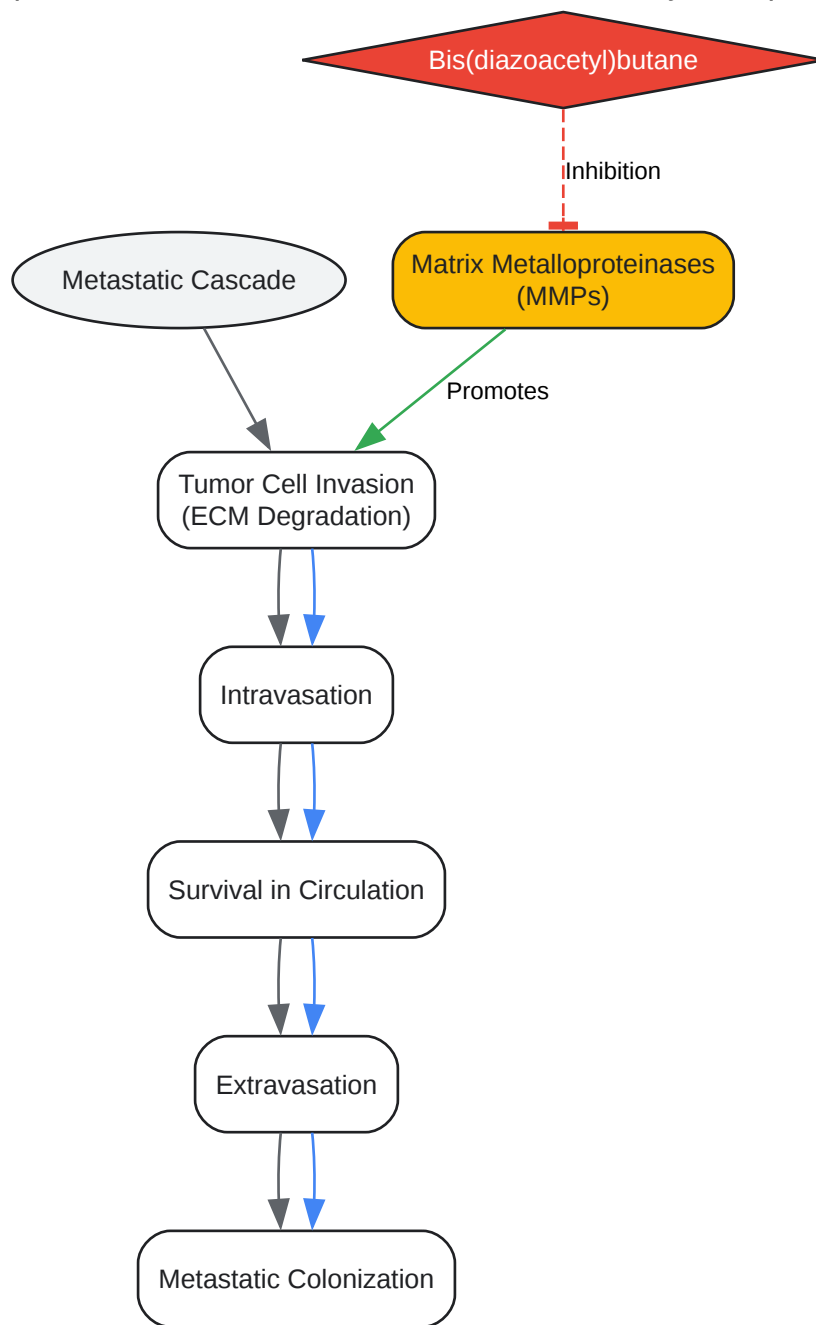 Bis(diazoacetyl)butane
Inhibition
Metastatic Cascade
Matrix Metalloproteinases
(MMPs)
Promotes
Tumor Cell Invasion
(ECM Degradation)
Intravasation
Survival in Circulation
Extravasation
Metastatic Colonization